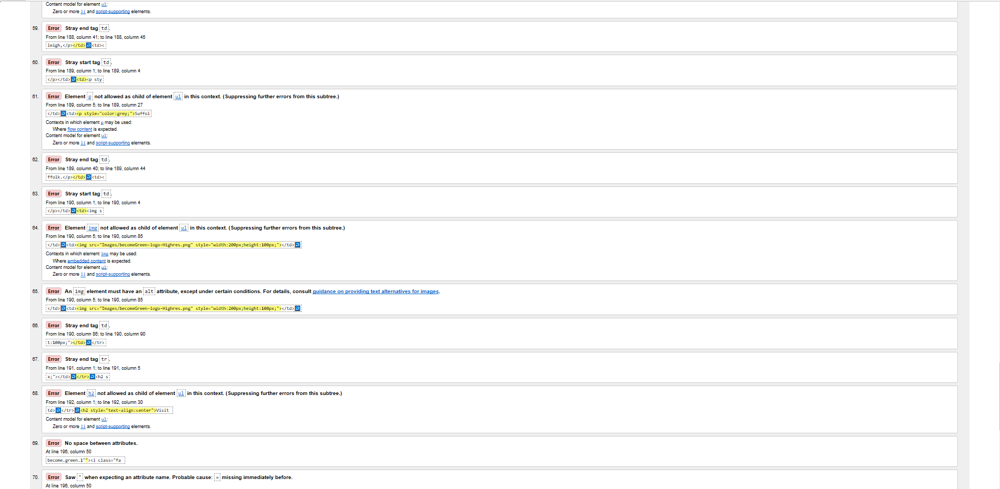 Content model for element ul:
Zero or more li and script-supporting elements.
59. Error Stray end tag td.
From line 188, column 41; to line 188, column 45
leigh,</p></td>↩<td><
60. Error Stray start tag td.
From line 189, column 1; to line 189, column 4
</p></td>↩<td><p sty
61. Error Element p not allowed as child of element ul in this context. (Suppressing further errors from this subtree.)
From line 189, column 5; to line 189, column 27
</td>↩<td><p style="color:grey;">Suffol
Contexts in which element p may be used:
Where flow content is expected.
Content model for element ul:
Zero or more li and script-supporting elements.
62. Error Stray end tag td.
From line 189, column 40; to line 189, column 44
ffolk.</p></td>↩<td><
63. Error Stray start tag td.
From line 190, column 1; to line 190, column 4
</p></td>↩<td><img s
64. Error Element img not allowed as child of element ul in this context. (Suppressing further errors from this subtree.)
From line 190, column 5; to line 190, column 85
</td>↩<td><img src="Images/becomeGreen-logo-Highres.png" style="width:200px;height:100px;"></td>↩
Contexts in which element img may be used:
Where embedded content is expected.
Content model for element ul:
Zero or more li and script-supporting elements.
65. Error An img element must have an alt attribute, except under certain conditions. For details, consult guidance on providing text alternatives for images.
From line 190, column 5; to line 190, column 85
</td>↩<td><img src="Images/becomeGreen-logo-Highres.png" style="width:200px;height:100px;"></td>↩
66. Error Stray end tag td.
From line 190, column 86; to line 190, column 90
t:100px;"></td>↩</tr>
67. Error Stray end tag tr.
From line 191, column 1; to line 191, column 5
x;"></td>↩</tr>↩<h2 s
68. Error Element h2 not allowed as child of element ul in this context. (Suppressing further errors from this subtree.)
From line 192, column 1; to line 192, column 30
td>↩</tr>↩<h2 style="text-align:center">Visit
Content model for element ul:
Zero or more li and script-supporting elements.
69. Error No space between attributes.
At line 196, column 50
become.green.1""><i class="fa
70. Error Saw " when expecting an attribute name. Probable cause: = missing immediately before.
At line 196, column 50